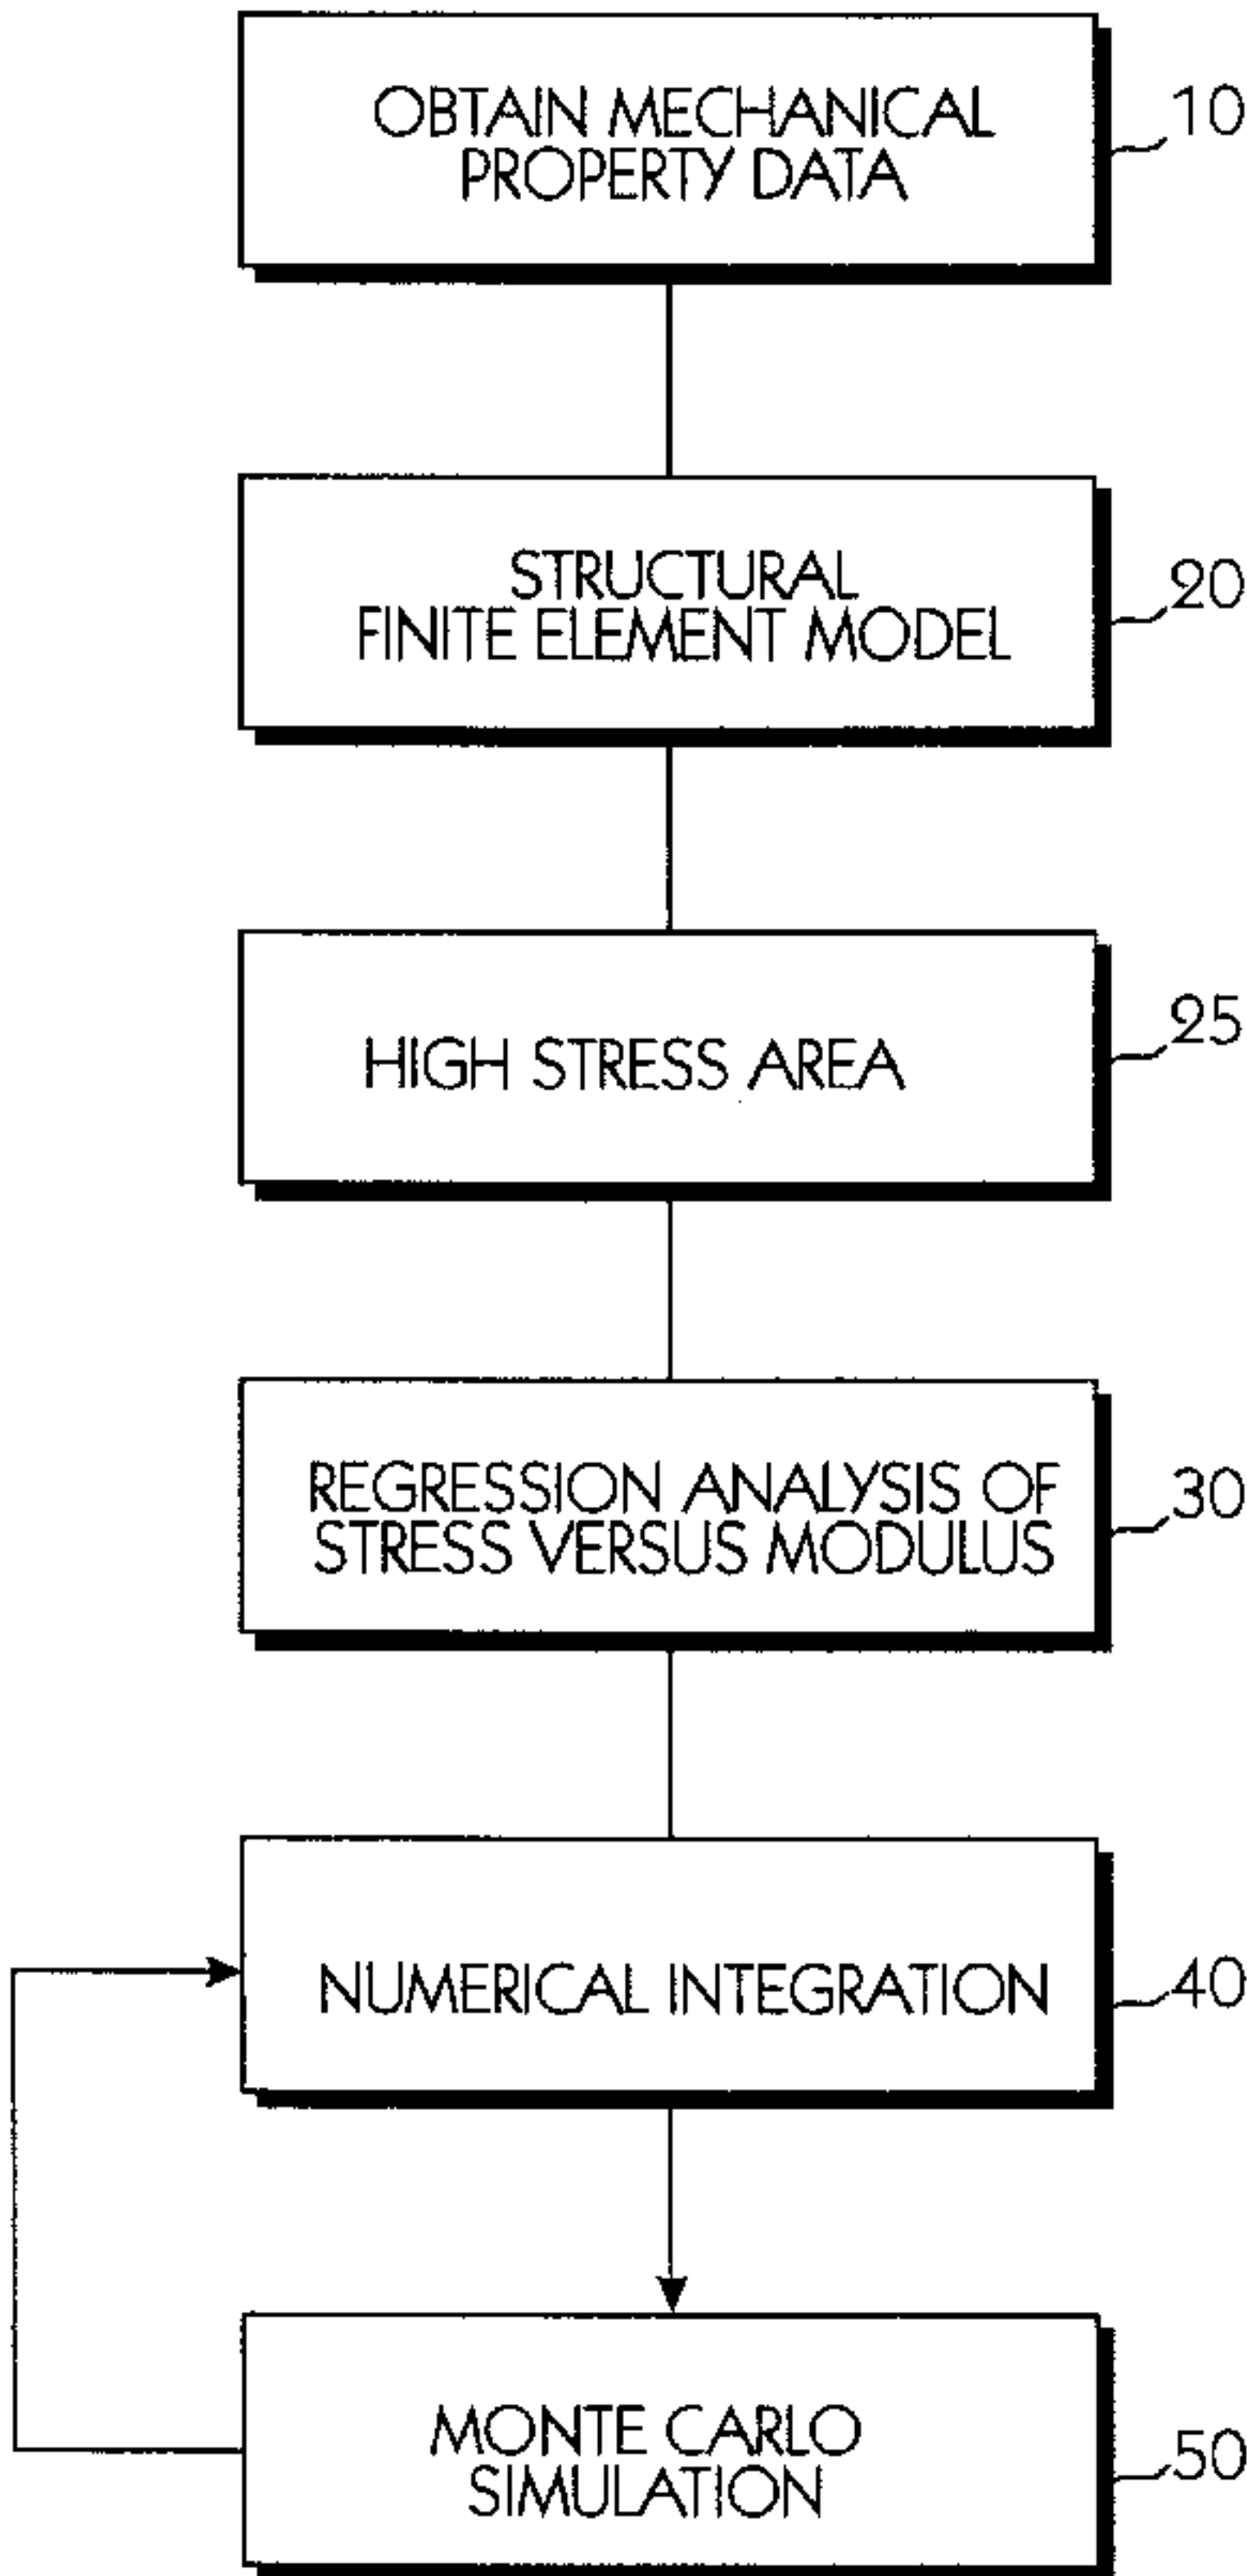 OBTAIN MECHANICAL
PROPERTY DATA
10
STRUCTURAL
FINITE ELEMENT MODEL
20
HIGH STRESS AREA
25
REGRESSION ANALYSIS OF
STRESS VERSUS MODULUS
30
NUMERICAL INTEGRATION
40
MONTE CARLO
SIMULATION
50